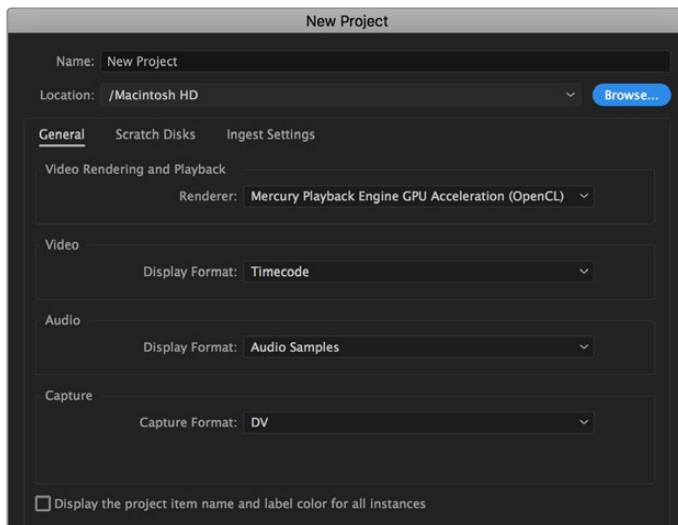 New Project
Name: New Project
Location: /Macintosh HD Browse...
General Scratch Disks Ingest Settings
Video Rendering and Playback
Renderer: Mercury Playback Engine GPU Acceleration (OpenCL)
Video
Display Format: Timecode
Audio
Display Format: Audio Samples
Capture
Capture Format: DV
Display the project item name and label color for all instances